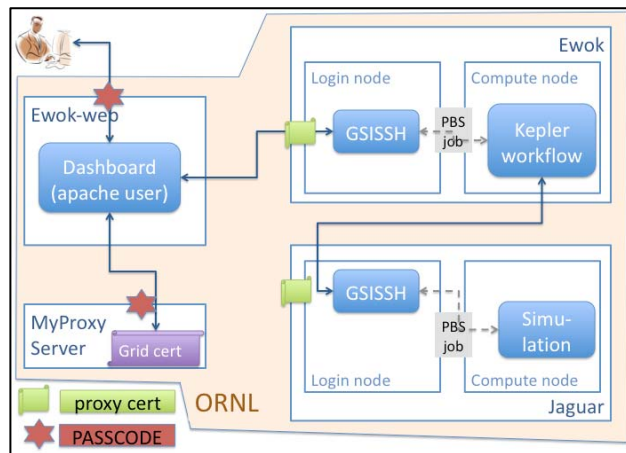 Ewok
Login node
Compute node
Ewok-web
GSISSH
PBS
job
Kepler
workflow
Dashboard
(apache user)
GSISSH
MyProxy
Server
Grid cert
PBS
job
Simu-
lation
Login node
Compute node
proxy cert
ORNL
Jaguar
PASSCODE